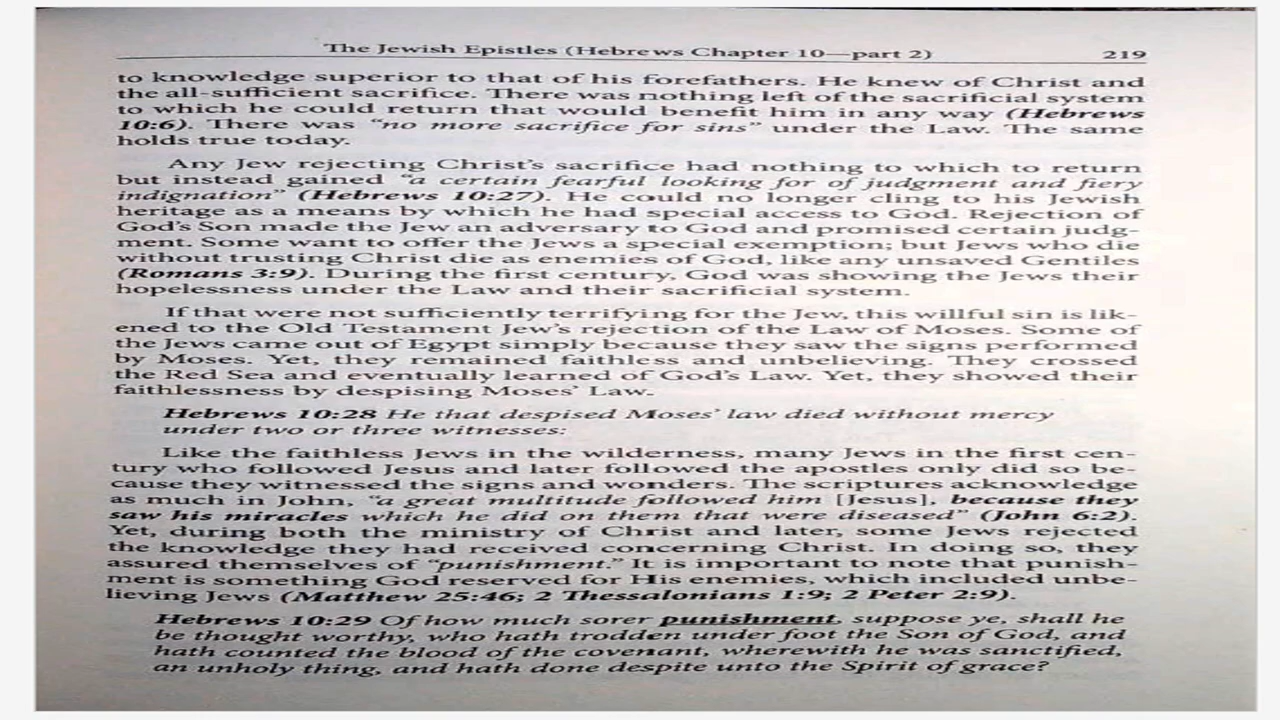 The Jewish Epistles (Hebrews Chapter 10—part 2) 219
to knowledge superior to that of his forefathers. He knew of Christ and
the all-sufficient sacrifice. There was nothing left of the sacrificial system
to which he could return that would benefit him in any way (Hebrews
10:6). There was “no more sacrifice for sins” under the Law. The same
holds true today.
Any Jew rejecting Christ’s sacrifice had nothing to which to return
but instead gained “a certain fearful looking for of judgment and fiery
indignation” (Hebrews 10:27). He could no longer cling to his Jewish
heritage as a means by which he had special access to God. Rejection of
God’s Son made the Jew an adversary to God and promised certain judg-
ment. Some want to offer the Jews a special exemption; but Jews who die
without trusting Christ die as enemies of God, like any unsaved Gentiles
(Romans 3:9). During the first century, God was showing the Jews their
hopelessness under the Law and their sacrificial system.
If that were not sufficiently terrifying for the Jew, this willful sin is lik-
ened to the Old Testament Jew’s rejection of the Law of Moses. Some of
the Jews came out of Egypt simply because they saw the signs performed
by Moses. Yet, they remained faithless and unbelieving. They crossed
the Red Sea and eventually learned of God’s Law. Yet, they showed their
faithlessness by despising Moses’ Law.
Hebrews 10:28 He that despised Moses’ law died without mercy
under two or three witnesses:
Like the faithless Jews in the wilderness, many Jews in the first cen-
tury who followed Jesus and later followed the apostles only did so be-
cause they witnessed the signs and wonders. The scriptures acknowledge
as much in John, “a great multitude followed him [Jesus], because they
saw his miracles which he did on them that were diseased” (John 6:2).
Yet, during both the ministry of Christ and later, some Jews rejected
the knowledge they had received concerning Christ. In doing so, they
assured themselves of “punishment.” It is important to note that punish-
ment is something God reserved for His enemies, which included unbe-
lieving Jews (Matthew 25:46; 2 Thessalonians 1:9; 2 Peter 2:9).
Hebrews 10:29 Of how much sorer punishment, suppose ye, shall he
be thought worthy, who hath trodden under foot the Son of God, and
hath counted the blood of the covenant, wherewith he was sanctified,
an unholy thing, and hath done despite unto the Spirit of grace?